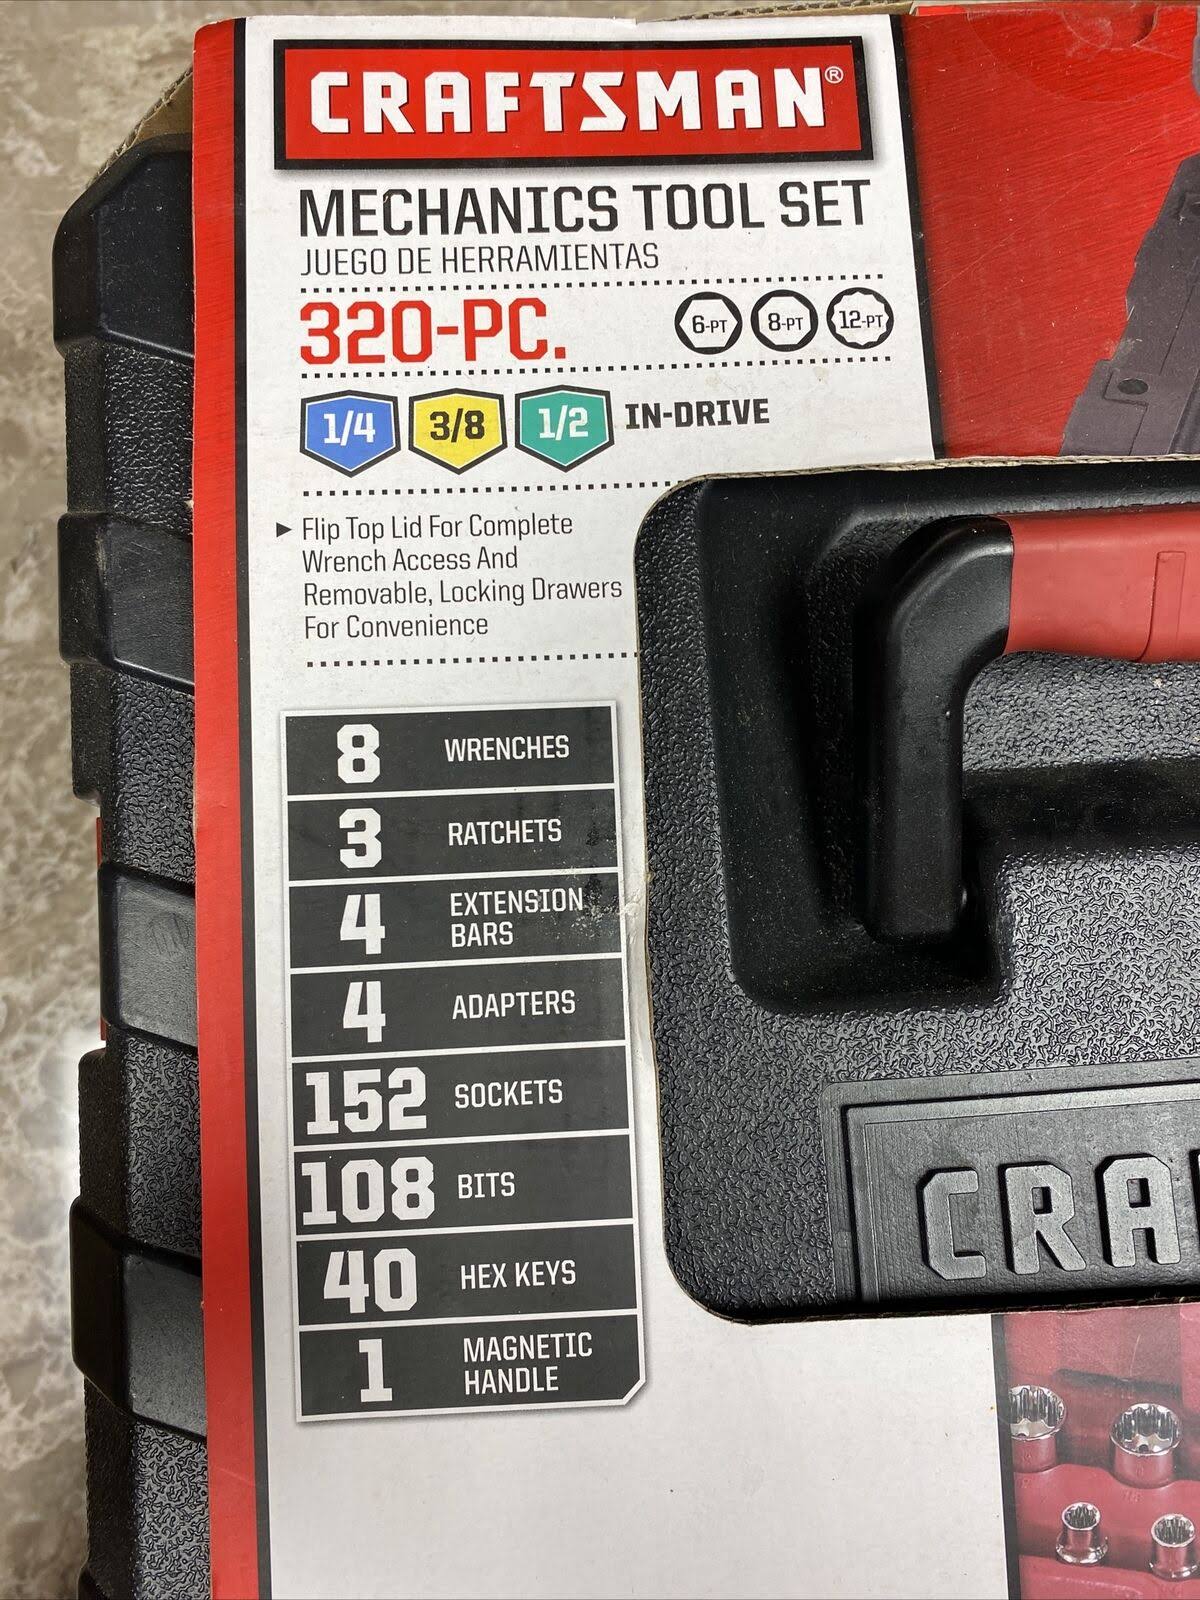 CRAFTSMAN®
MECHANICS TOOL SET
JUEGO DE HERRAMIENTAS
320-PC.
6-PT 8-PT 12-PT
1/4 3/8 1/2 IN-DRIVE
▶ Flip Top Lid For Complete
Wrench Access And
Removable, Locking Drawers
For Convenience
8 WRENCHES
3 RATCHETS
4 EXTENSION
BARS
4 ADAPTERS
152 SOCKETS
108 BITS
40 HEX KEYS
1 MAGNETIC
HANDLE
CRA